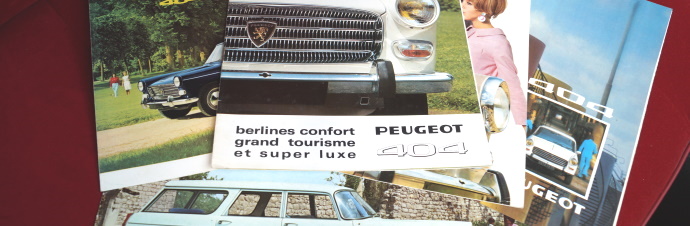 404
berlines confort
grand tourisme
et super luxe
PEUGEOT
404
404
PEUGEOT